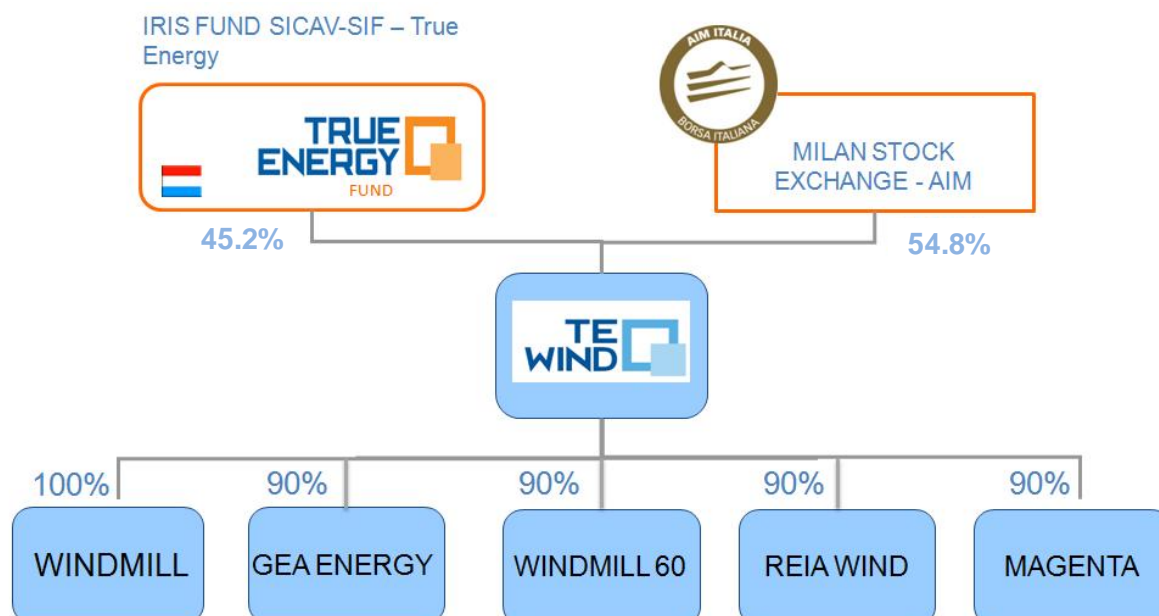 IRIS FUND SICAV-SIF – True
Energy
AIM ITALIA
BORSA ITALIANA
TRUE
ENERGY
FUND
MILAN STOCK
EXCHANGE - AIM
45.2%
54.8%
TE
WIND
100%
90%
90%
90%
90%
WINDMILL
GEA ENERGY
WINDMILL 60
REIA WIND
MAGENTA